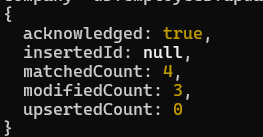 {
  acknowledged: true,
  insertedId: null,
  matchedCount: 4,
  modifiedCount: 3,
  upsertedCount: 0
}